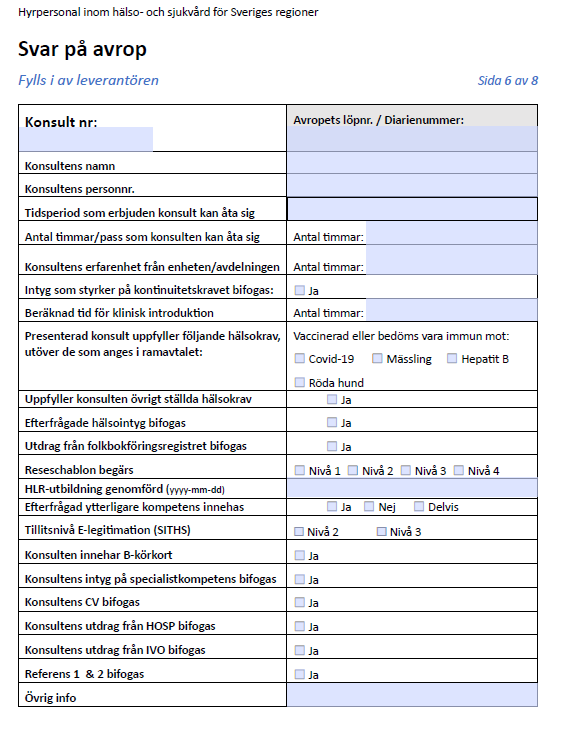 Hyrpersonal inom hälso- och sjukvård för Sveriges regioner
Svar på avrop
Fylls i av leverantören Sida 6 av 8
Konsult nr: Avropets löpnr. / Diarienummer:
Konsultens namn
Konsultens personnr.
Tidsperiod som erbjuden konsult kan åta sig
Antal timmar/pass som konsulten kan åta sig Antal timmar:
Konsultens erfarenhet från enheten/avdelningen Antal timmar:
Intyg som styrker på kontinuitetskravet bifogas: Ja
Beräknad tid för klinisk introduktion Antal timmar:
Presenterad konsult uppfyller följande hälsokrav, Vaccinerad eller bedöms vara immun mot:
utöver de som anges i ramavtalet: Covid-19 Mässling Hepatit B
Röda hund
Uppfyller konsulten övrigt ställda hälsokrav Ja
Efterfrågade hälsointyg bifogas Ja
Utdrag från folkbokföringsregistret bifogas Ja
Reseschablon begärs Nivå 1 Nivå 2 Nivå 3 Nivå 4
HLR-utbildning genomförd (yyyy-mm-dd)
Efterfrågad ytterligare kompetens innehas Ja Nej Delvis
Tillitsnivå E-legitimation (SITHS) Nivå 2 Nivå 3
Konsulten innehar B-körkort Ja
Konsultens intyg på specialistkompetens bifogas Ja
Konsultens CV bifogas Ja
Konsultens utdrag från HOSP bifogas Ja
Konsultens utdrag från IVO bifogas Ja
Referens 1 & 2 bifogas Ja
Övrig info